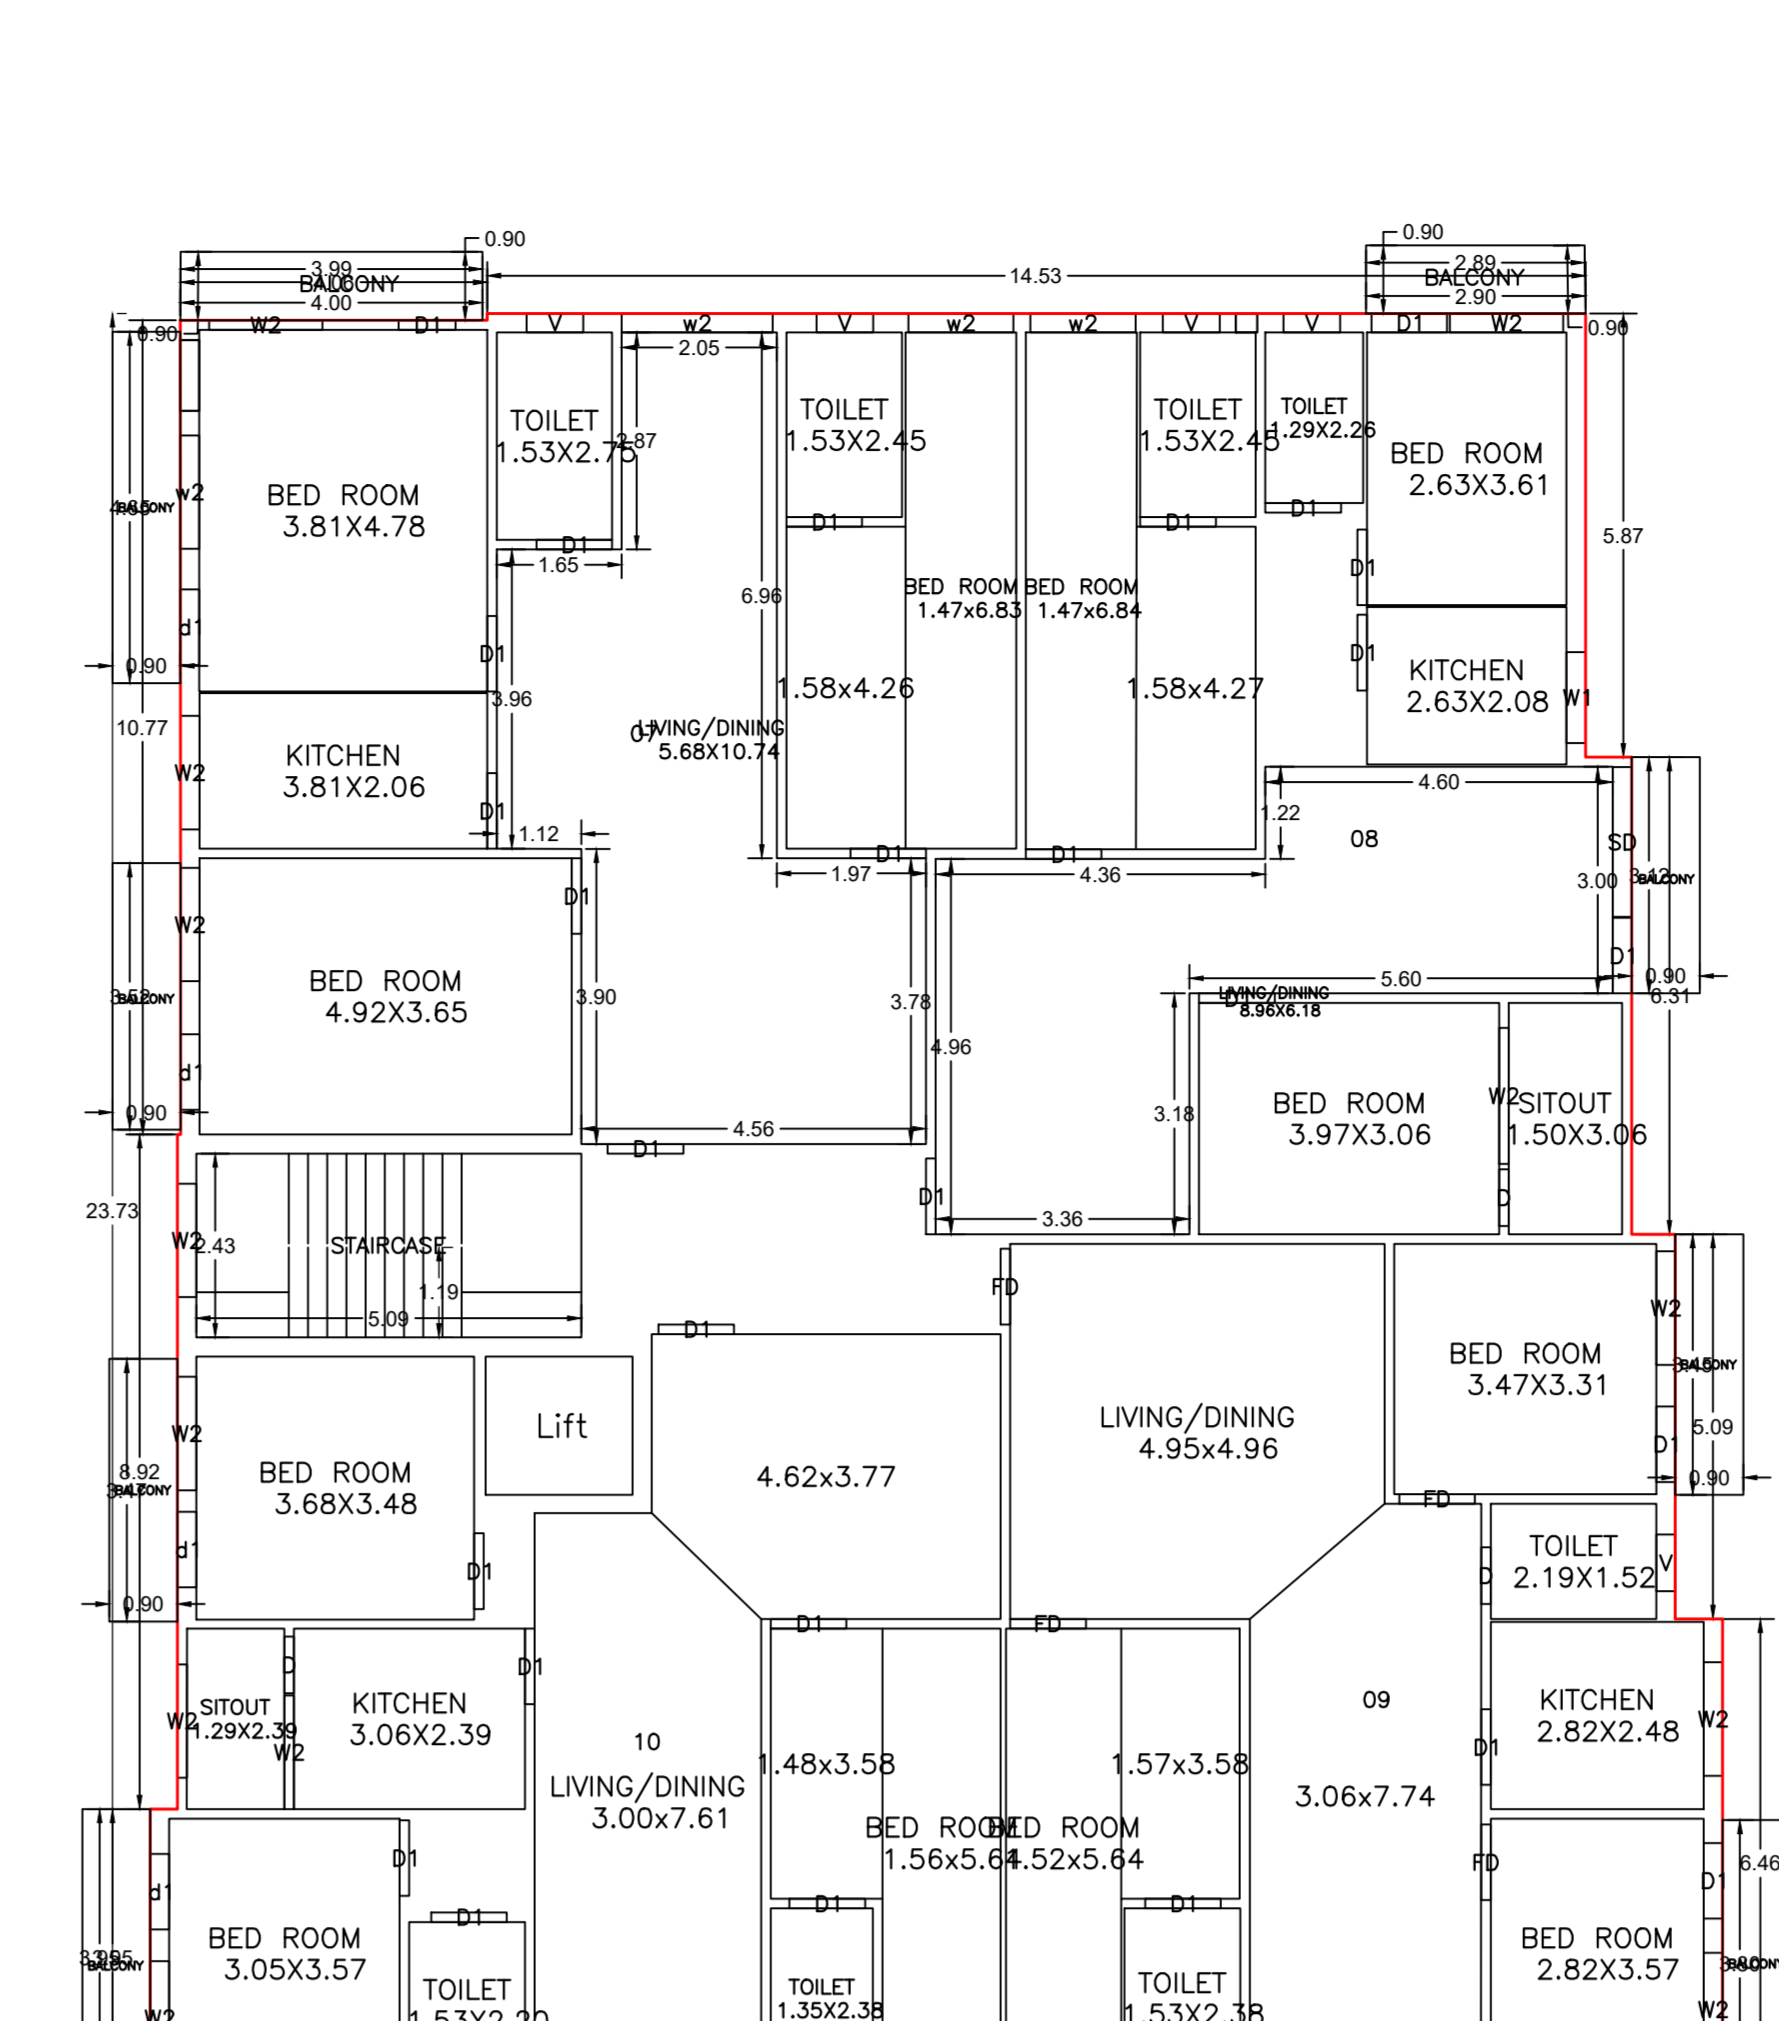 0.90
0.90
3.99
2.89
BALCONY
14.53
BALCONY
4.00
2.90
W2
D1
V
w2
V
w2
w2
V
V
D1
W2
0.90
0.90
2.05
TOILET
1.53X2.75
TOILET
1.53X2.45
TOILET
1.53X2.45
TOILET
1.29X2.26
BED ROOM
2.63X3.61
BED ROOM
3.81X4.78
w2
BALCONY
D1
D1
D1
D1
5.87
1.65
D1
BED ROOM
1.47x6.83
BED ROOM
1.47x6.84
6.96
d1
D1
D1
0.90
KITCHEN
2.63X2.08
W1
1.58x4.26
1.58x4.27
3.96
10.77
07
LIVING/DINING
5.68X10.74
KITCHEN
3.81X2.06
W2
D1
4.60
1.22
1.12
08
SD
D1
D1
1.97
4.36
3.00
BALCONY
D1
W2
BED ROOM
4.92X3.65
BALCONY
3.90
3.78
5.60
D1
0.90
6.31
LIVING/DINING
8.96X6.18
4.96
d1
0.90
BED ROOM
3.97X3.06
W2
SITOUT
1.50X3.06
3.18
4.56
D1
D1
D
23.73
3.36
W2
2.43
STAIRCASE
1.19
5.09
FD
W2
D1
BED ROOM
3.47X3.31
BALCONY
Lift
LIVING/DINING
4.95x4.96
W2
5.09
D1
BED ROOM
3.68X3.48
8.92
BALCONY
4.62x3.77
0.90
FD
d1
D1
TOILET
2.19X1.52
V
D
0.90
D1
FD
D
D1
SITOUT
1.29X2.39
W2
W2
KITCHEN
3.06X2.39
10
LIVING/DINING
3.00x7.61
1.48x3.58
1.57x3.58
09
3.06x7.74
KITCHEN
2.82X2.48
W2
D1
BED ROOM
1.56x5.64
BED ROOM
1.52x5.64
D1
FD
D1
6.46
d1
D1
D1
D1
BED ROOM
3.05X3.57
BALCONY
TOILET
TOILET
1.35X2.38
TOILET
1.53X2.38
BED ROOM
2.82X3.57
BALCONY
W2
W2